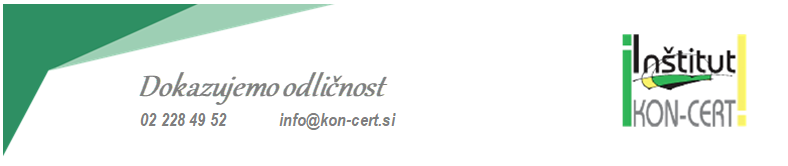 Dokazujemo odličnost
02 228 49 52 info@kon-cert.si
Inštitut
KON-CERT